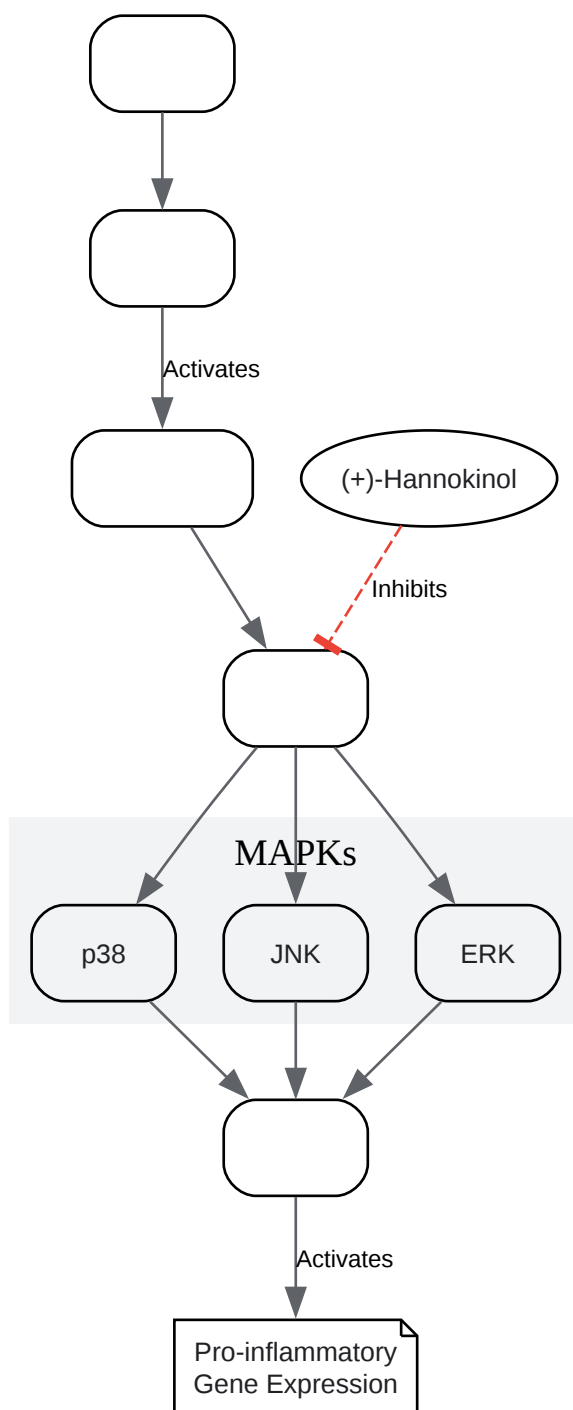 Activates
(+)-Hannokinol
Inhibits
MAPKs
p38
JNK
ERK
Activates
Pro-inflammatory
Gene Expression